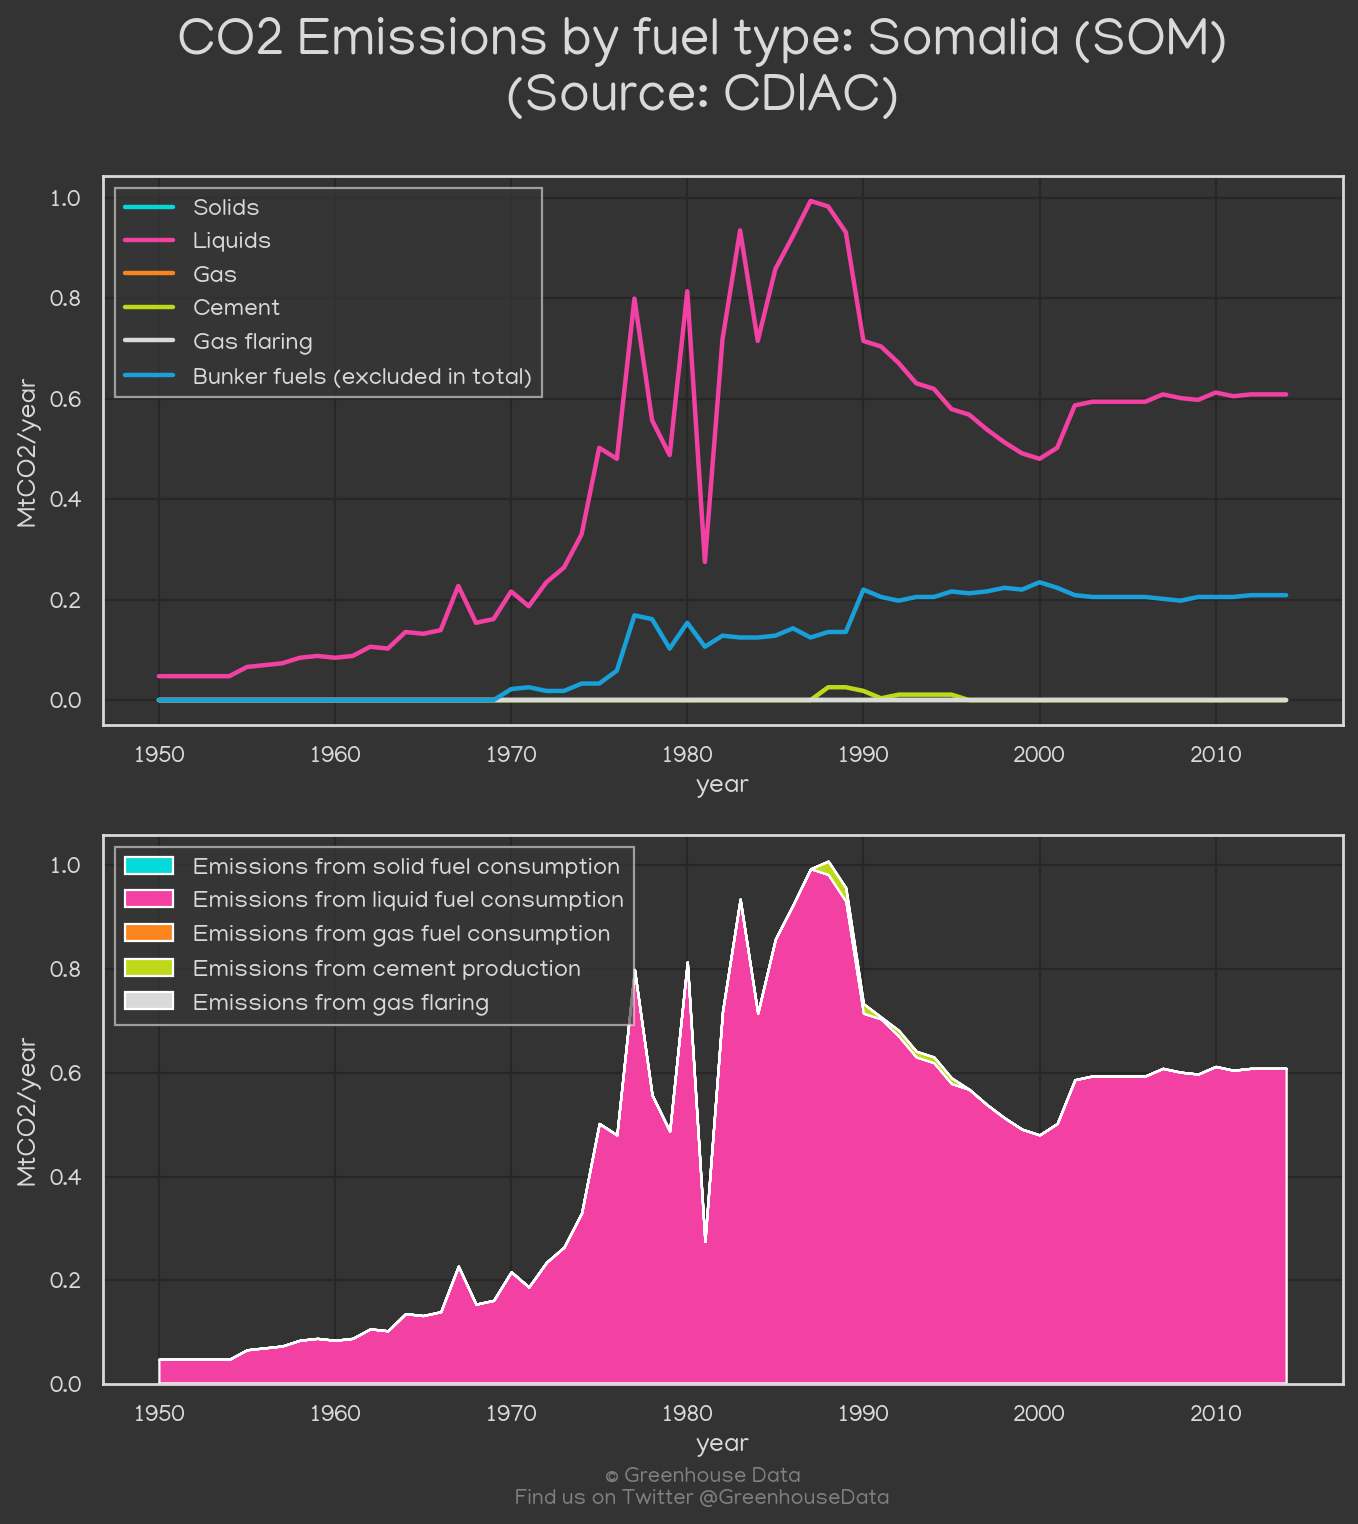 CO2 Emissions by fuel type: Somalia (SOM)
(Source: CDIAC)
1.0
0.8
0.6
0.4
0.2
0.0
MtCO2/year
Solids
Liquids
Gas
Cement
Gas flaring
Bunker fuels (excluded in total)
1950 1960 1970 1980 1990 2000 2010
year
1.0
0.8
0.6
0.4
0.2
0.0
MtCO2/year
Emissions from solid fuel consumption
Emissions from liquid fuel consumption
Emissions from gas fuel consumption
Emissions from cement production
Emissions from gas flaring
1950 1960 1970 1980 1990 2000 2010
year
© Greenhouse Data
Find us on Twitter @GreenhouseData